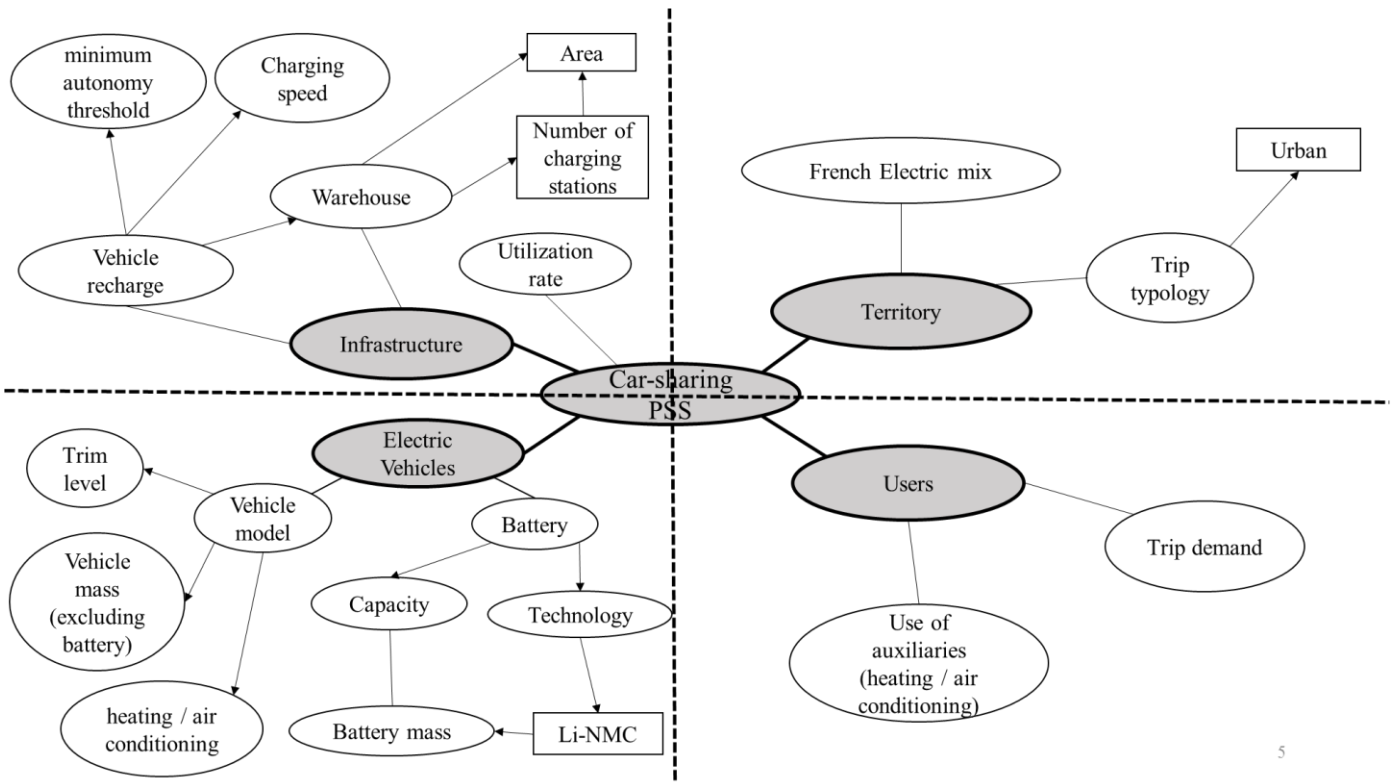 minimum
autonomy
threshold
Charging
speed
Area
Number of
charging
stations
Warehouse
Vehicle
recharge
Utilization
rate
Infrastructure
French Electric mix
Urban
Trip
typology
Territory
Car-sharing
PSS
Electric
Vehicles
Trim
level
Vehicle
model
Battery
Vehicle
mass
(excluding
battery)
Capacity
Technology
heating / air
conditioning
Battery mass
Li-NMC
Users
Trip demand
Use of
auxiliaries
(heating / air
conditioning)
5